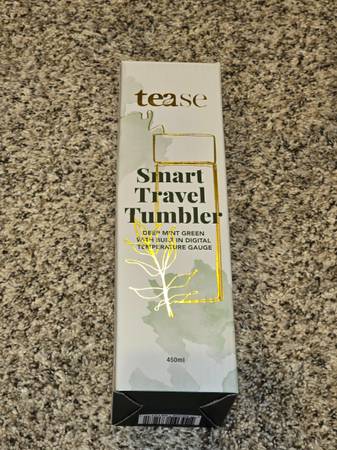 tease
Smart
Travel
Tumbler
DEEP MINT GREEN
WITH BUILT IN DIGITAL
TEMPERATURE GAUGE
450ml